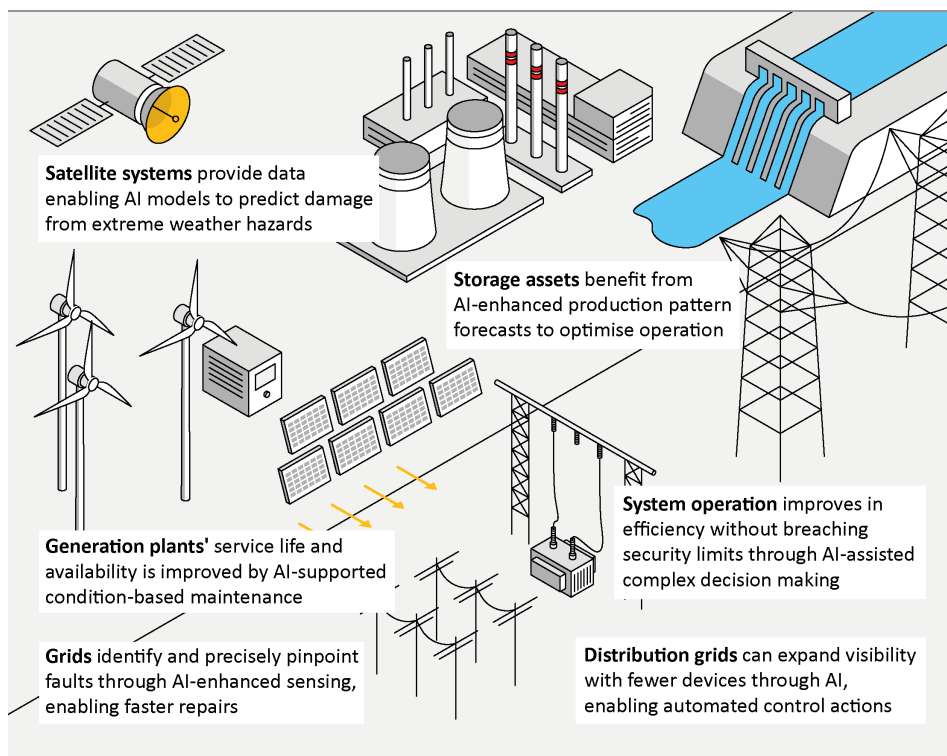 Satellite systems provide data
enabling AI models to predict damage
from extreme weather hazards
Storage assets benefit from
AI-enhanced production pattern
forecasts to optimise operation
Generation plants' service life and
availability is improved by AI-supported
condition-based maintenance
System operation improves in
efficiency without breaching
security limits through AI-assisted
complex decision making
Grids identify and precisely pinpoint
faults through AI-enhanced sensing,
enabling faster repairs
Distribution grids can expand visibility
with fewer devices through AI,
enabling automated control actions